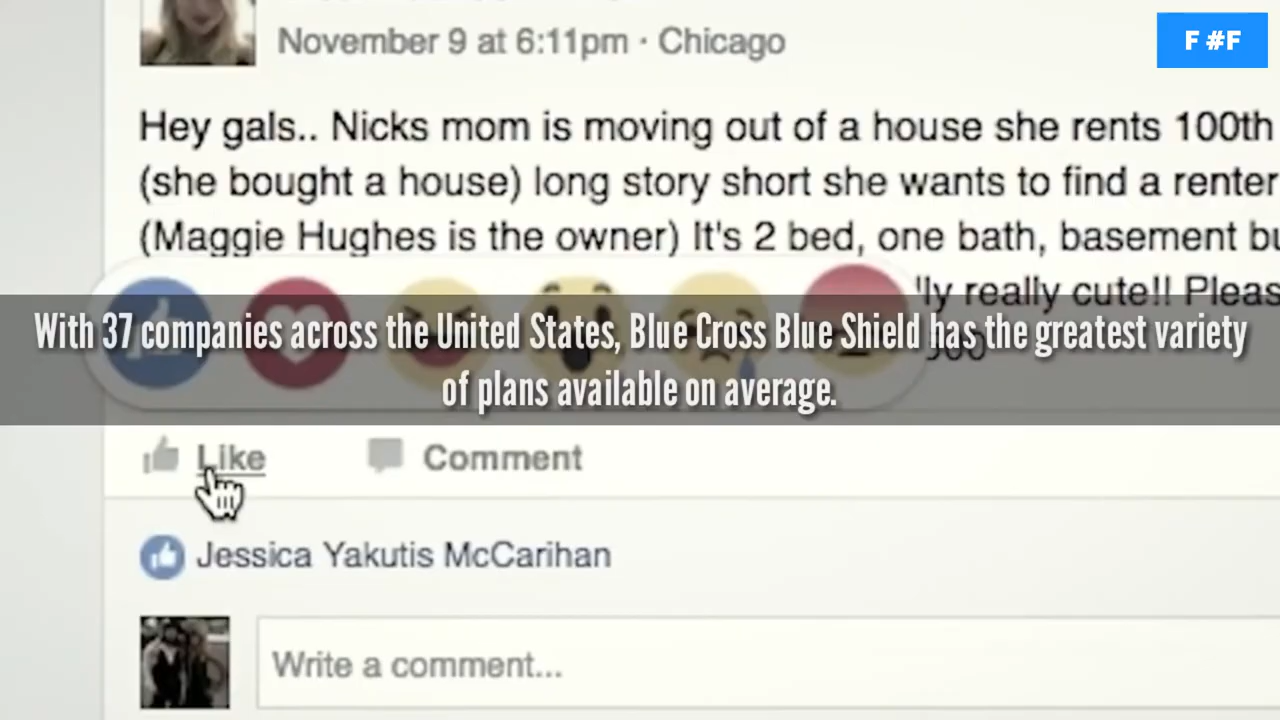 F #F
November 9 at 6:11pm · Chicago
Hey gals.. Nicks mom is moving out of a house she rents 100th
(she bought a house) long story short she wants to find a renter
(Maggie Hughes is the owner) It's 2 bed, one bath, basement
really cute!!
With 37 companies across the United States, Blue Cross Blue Shield has the greatest variety
of plans available on average.
Like Comment
Jessica Yakutis McCarihan
Write a comment...